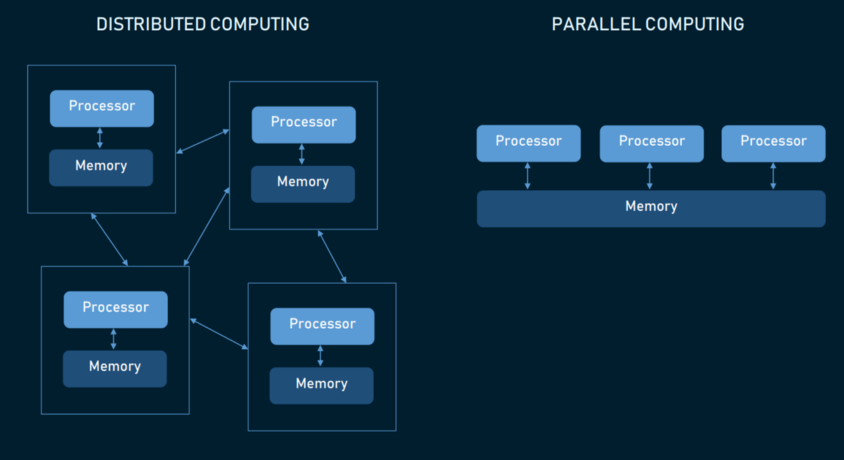 DISTRIBUTED COMPUTING
Processor
Memory
Processor
Memory
Processor
Memory
Processor
Memory
PARALLEL COMPUTING
Processor
Processor
Processor
Memory